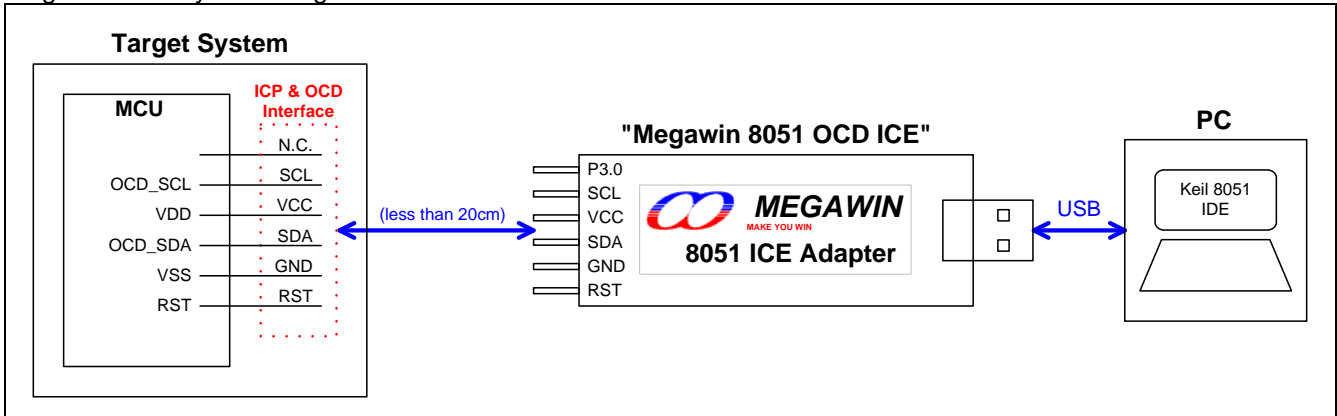 Target System
MCU
ICP & OCD
Interface
N.C.
OCD_SCL
SCL
VDD
VCC
OCD_SDA
SDA
VSS
GND
RST
RST
(less than 20cm)
"Megawin 8051 OCD ICE"
P3.0
SCL
VCC
SDA
GND
RST
MEGAWIN
MAKE YOU WIN
8051 ICE Adapter
USB
PC
Keil 8051
IDE